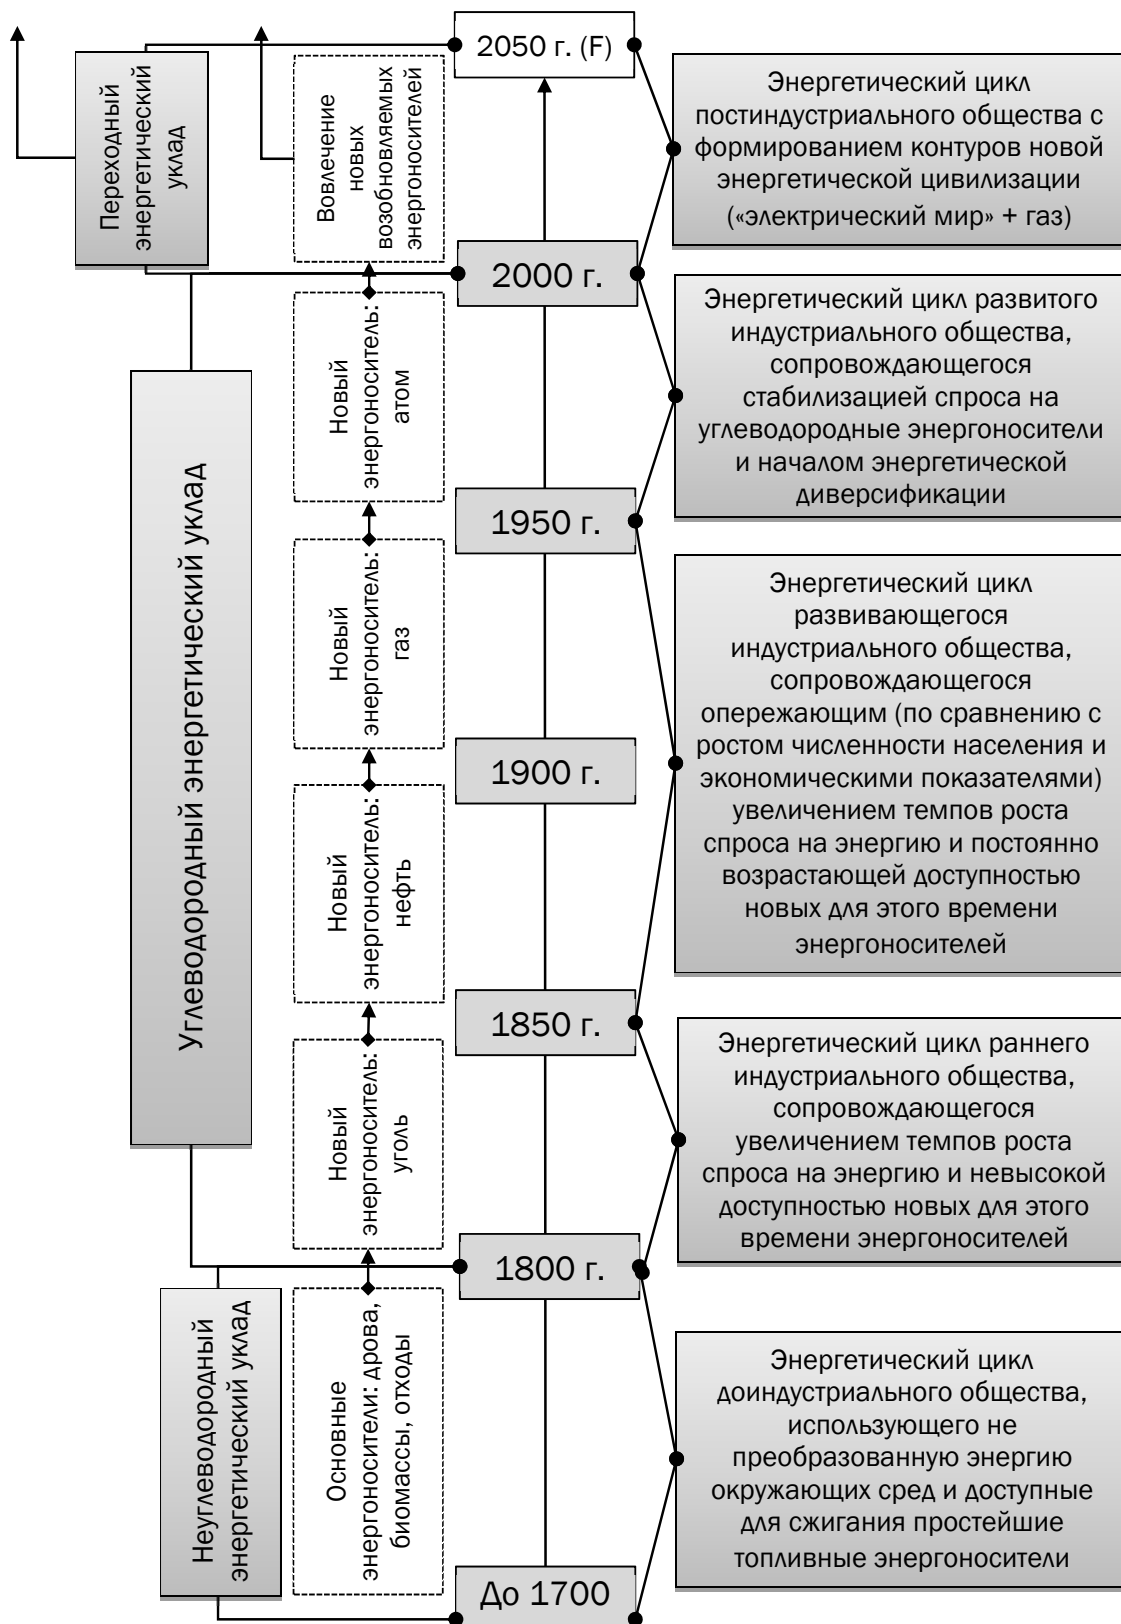 2050 г. (F)
Переходный
энергетический
уклад
Вовлечение
новых
возобновляемых
энергоносителей
Энергетический цикл
постиндустриального общества с
формированием контуров новой
энергетической цивилизации
(«электрический мир» + газ)
2000 г.
Энергетический цикл развитого
индустриального общества,
сопровождающегося
стабилизацией спроса на
углеводородные энергоносители
и началом энергетической
диверсификации
Новый
энергоноситель:
атом
Углеводородный энергетический уклад
1950 г.
Новый
энергоноситель:
газ
Энергетический цикл
развивающегося
индустриального общества,
сопровождающегося
опережающим (по сравнению с
ростом численности населения и
экономическими показателями)
увеличением темпов роста
спроса на энергию и постоянно
возрастающей доступностью
новых для этого времени
энергоносителей
1900 г.
Новый
энергоноситель:
нефть
1850 г.
Энергетический цикл раннего
индустриального общества,
сопровождающегося
увеличением темпов роста
спроса на энергию и невысокой
доступностью новых для этого
времени энергоносителей
Новый
энергоноситель:
уголь
1800 г.
Неуглеводородный
энергетический уклад
Основные
энергоносители: дрова,
биомассы, отходы
Энергетический цикл
доиндустриального общества,
использующего не
преобразованную энергию
окружающих сред и доступные
для сжигания простейшие
топливные энергоносители
До 1700